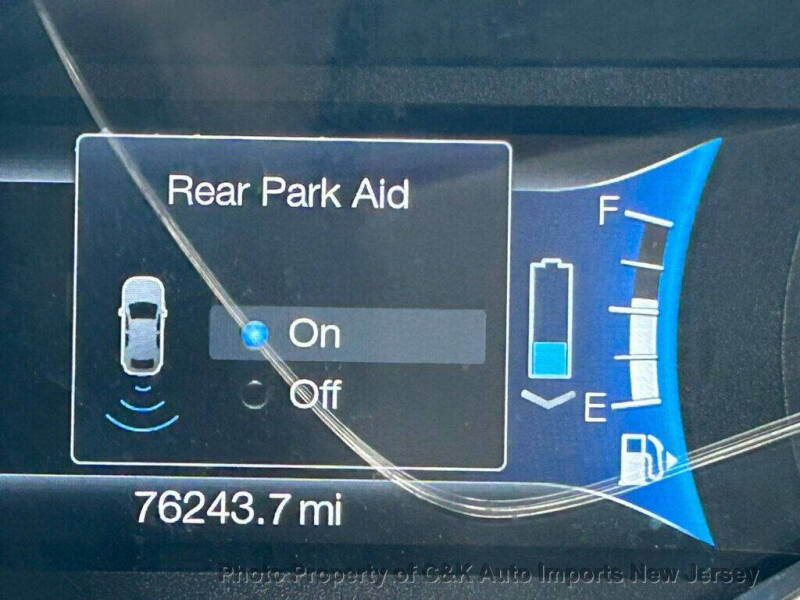 Rear Park Aid
On
Off
F
E
76243.7 mi
Photo Property of C&K Auto Imports New Jersey